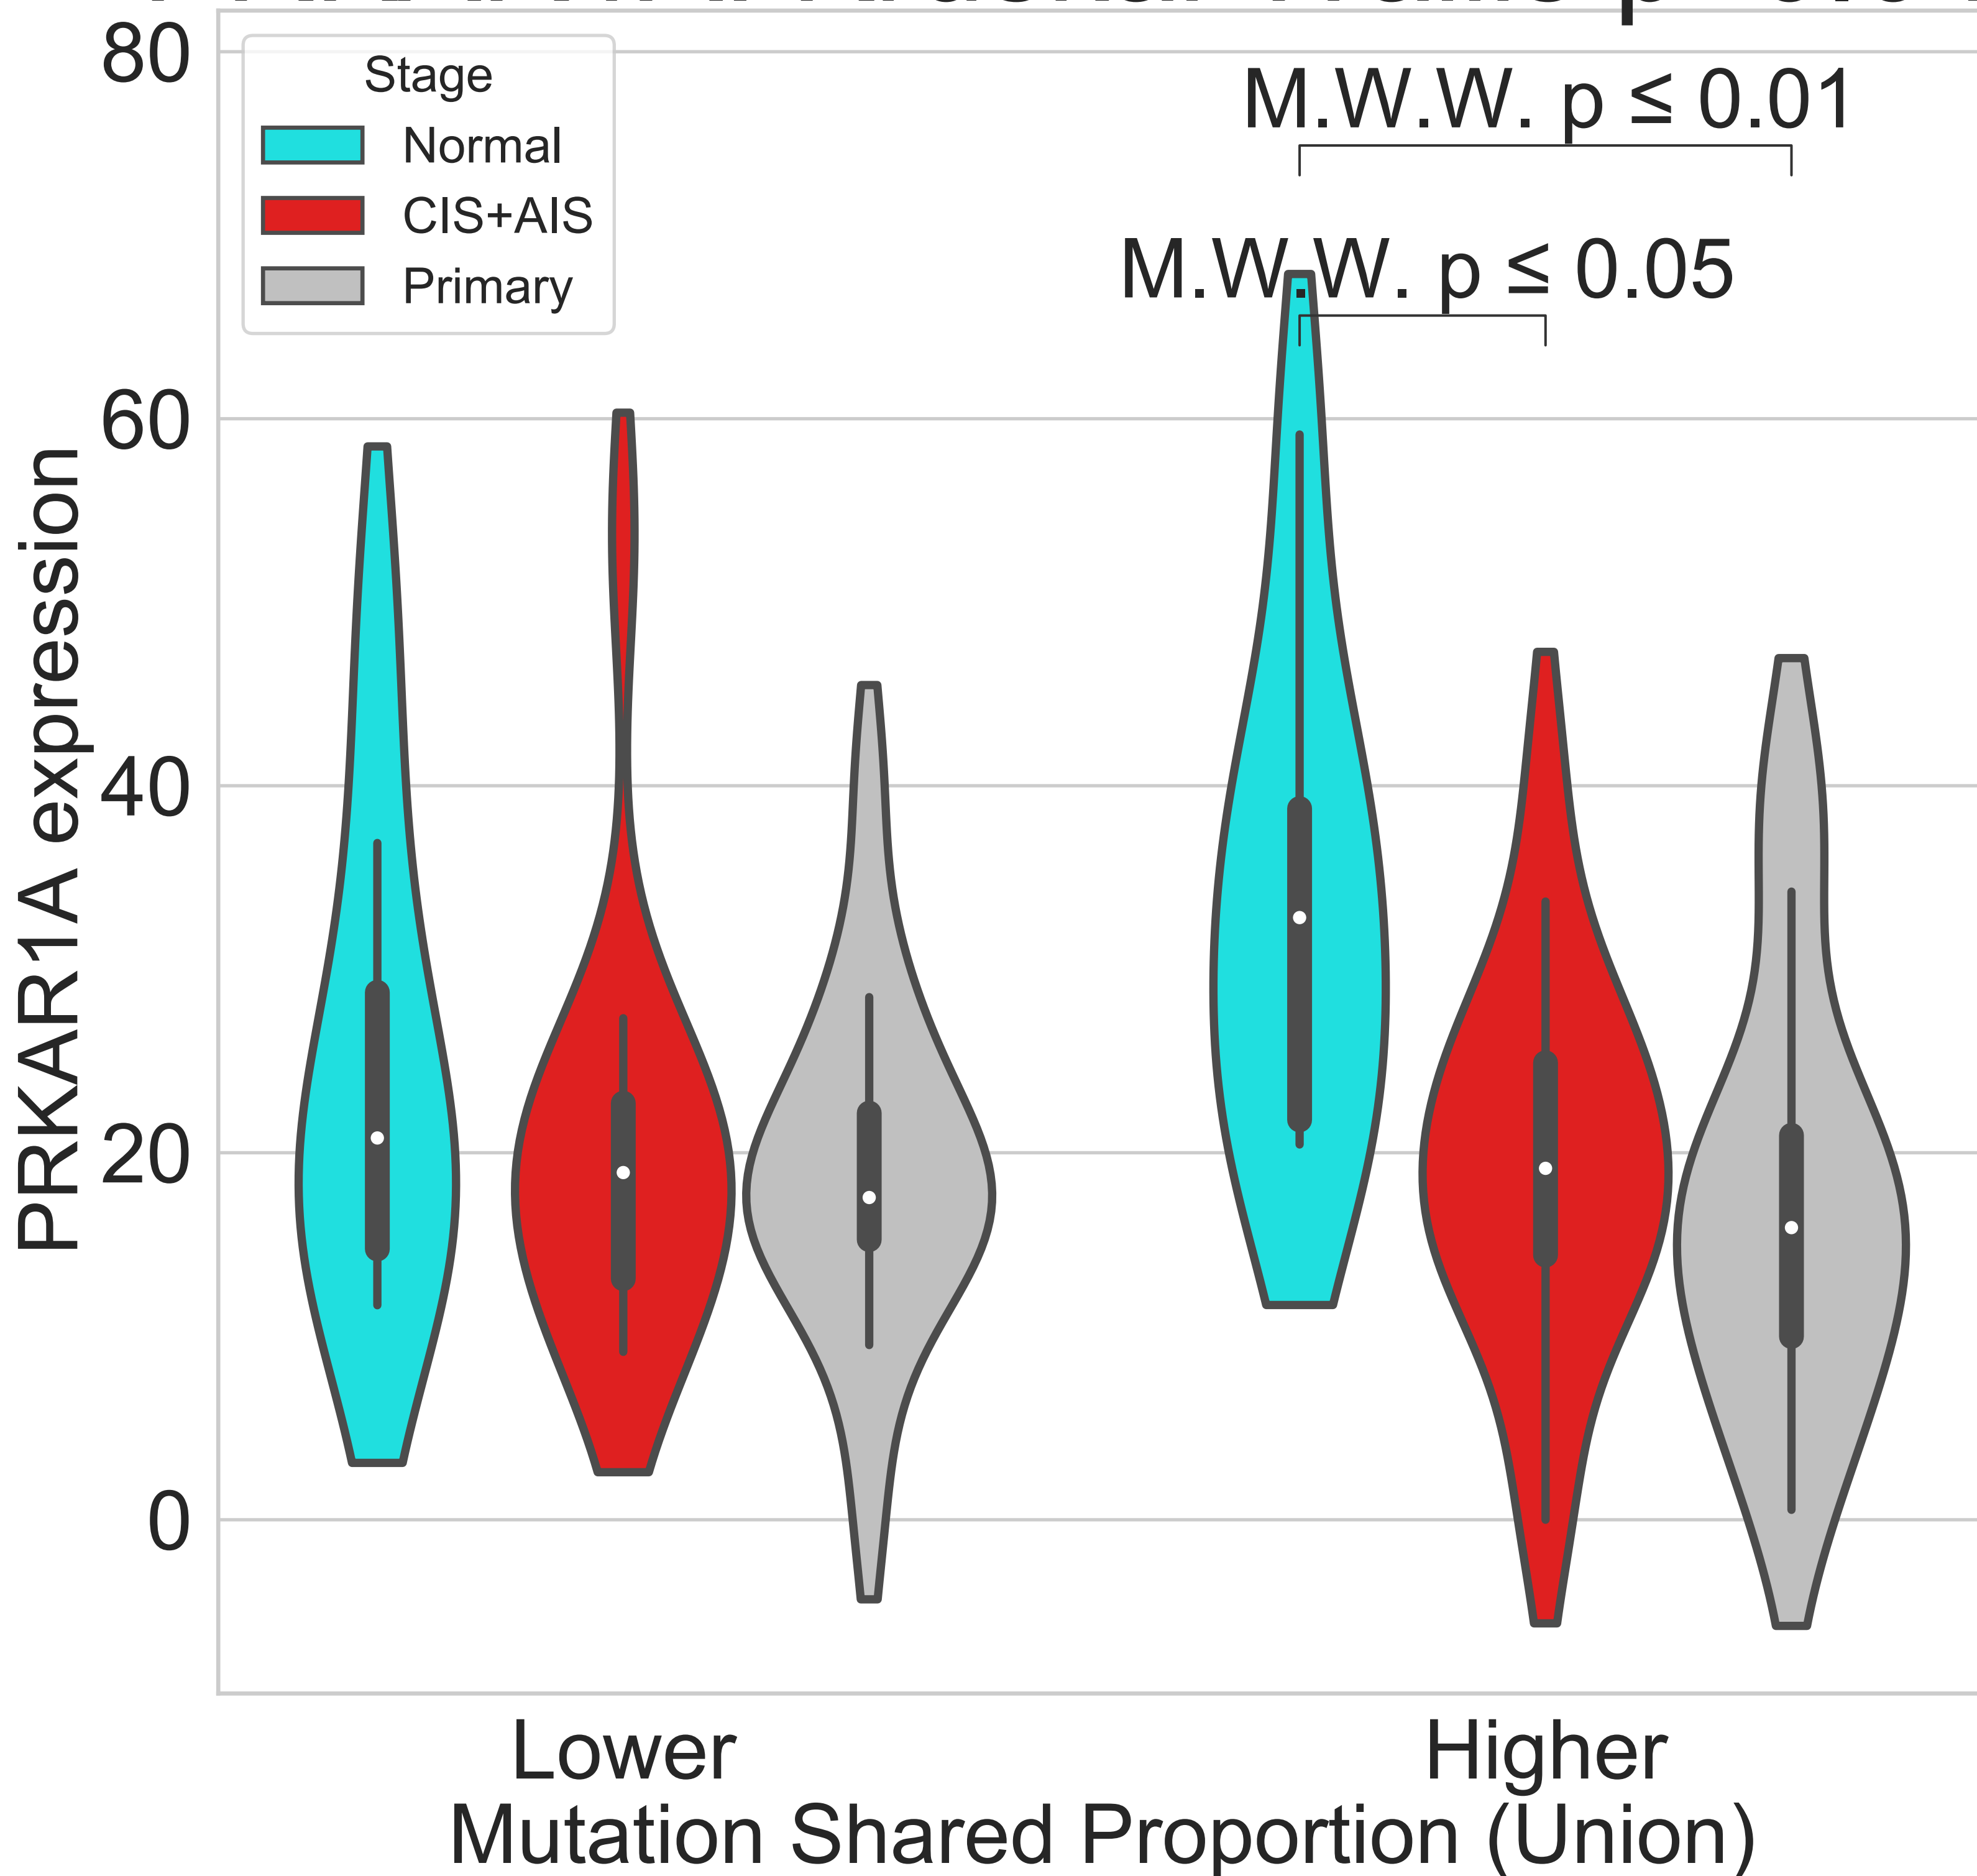 80
60
40
20
0
PRKAR1A expression
Stage
Normal
CIS+AIS
Primary
M.W.W. p ≤ 0.01
M.W.W. p ≤ 0.05
Lower
Higher
Mutation Shared Proportion (Union)